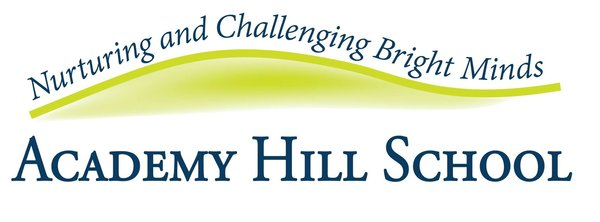 Nurturing and Challenging Bright Minds
ACADEMY HILL SCHOOL